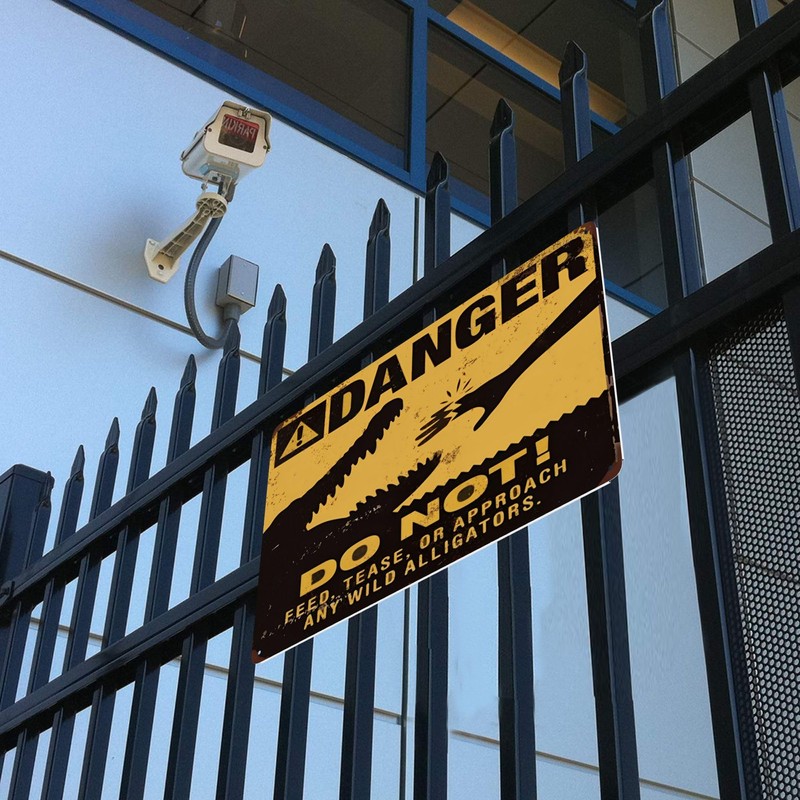 DANGER
DO NOT!
FEED, TEASE, OR APPROACH
ANY WILD ALLIGATORS.